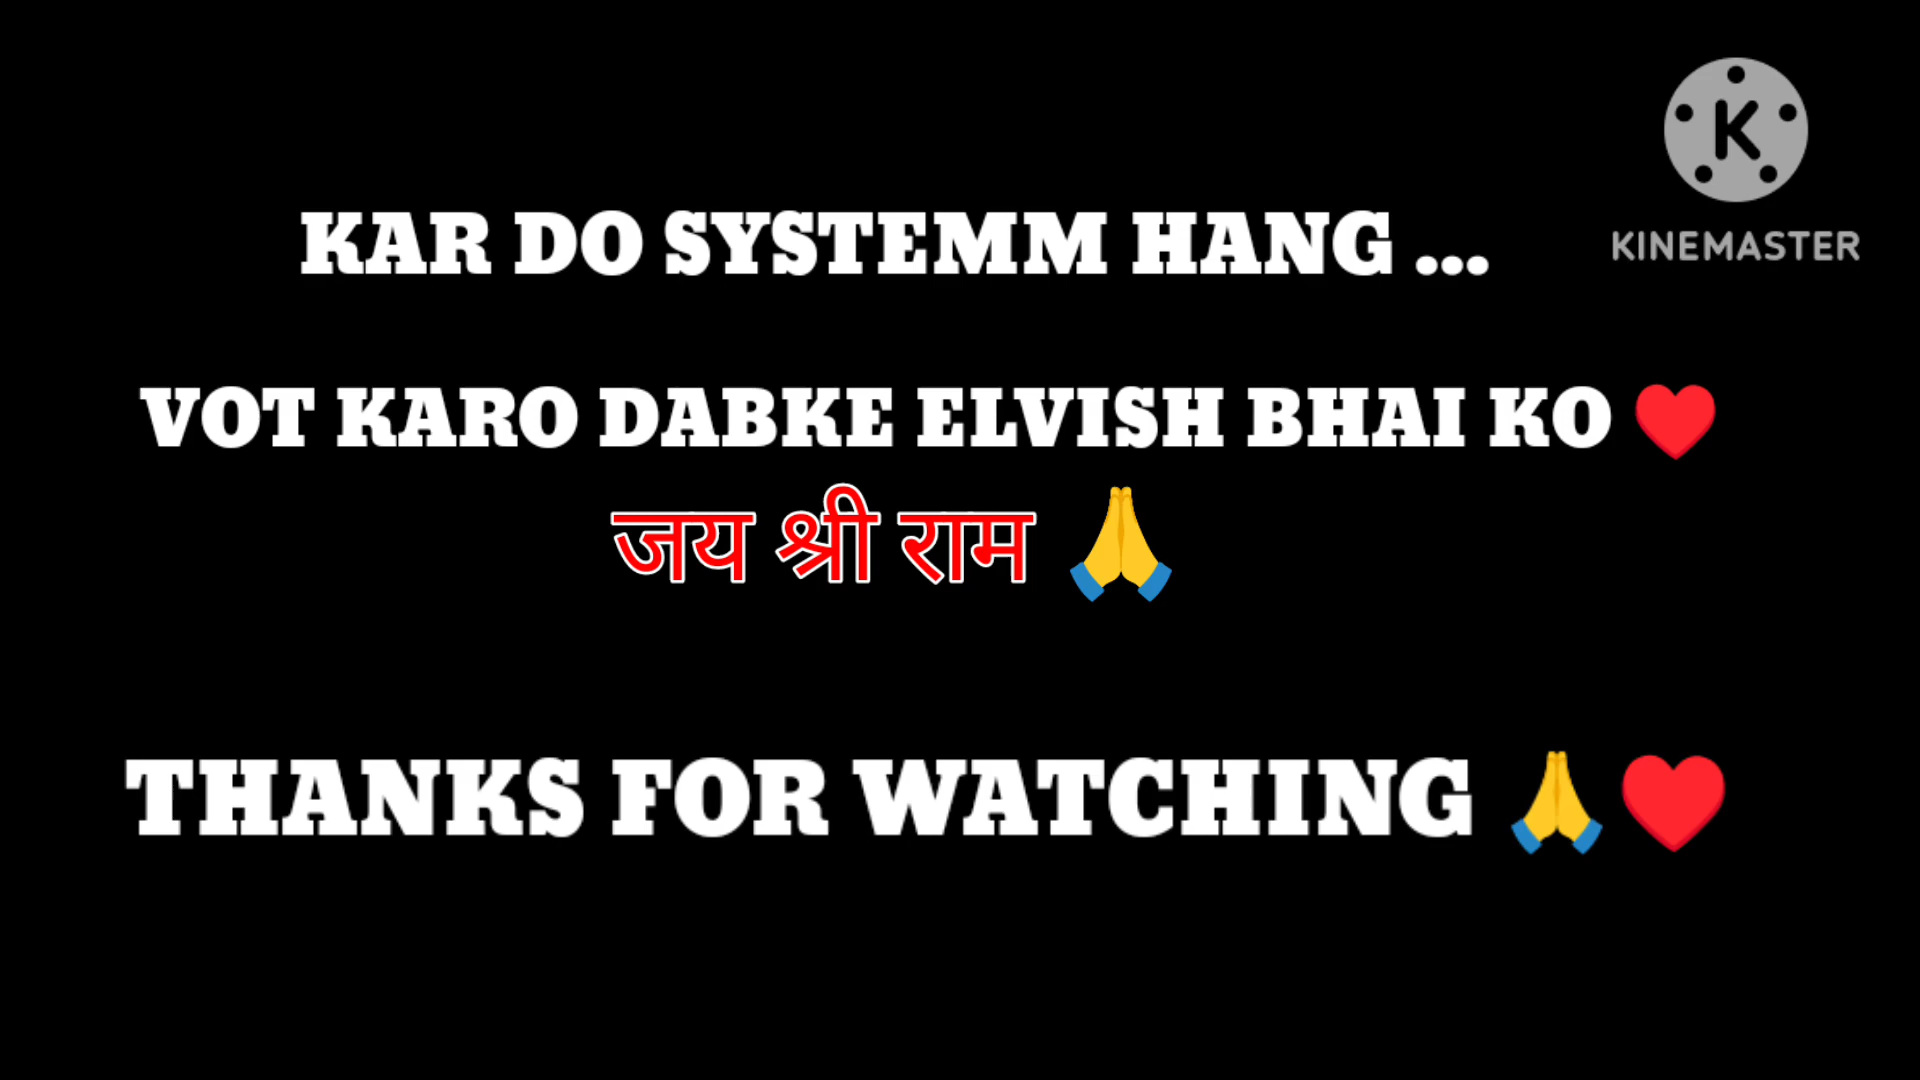 KINEMASTER
KAR DO SYSTEMM HANG ...
VOT KARO DABKE ELVISH BHAI KO ♥️
जय श्री राम 🙏
THANKS FOR WATCHING 🙏♥️